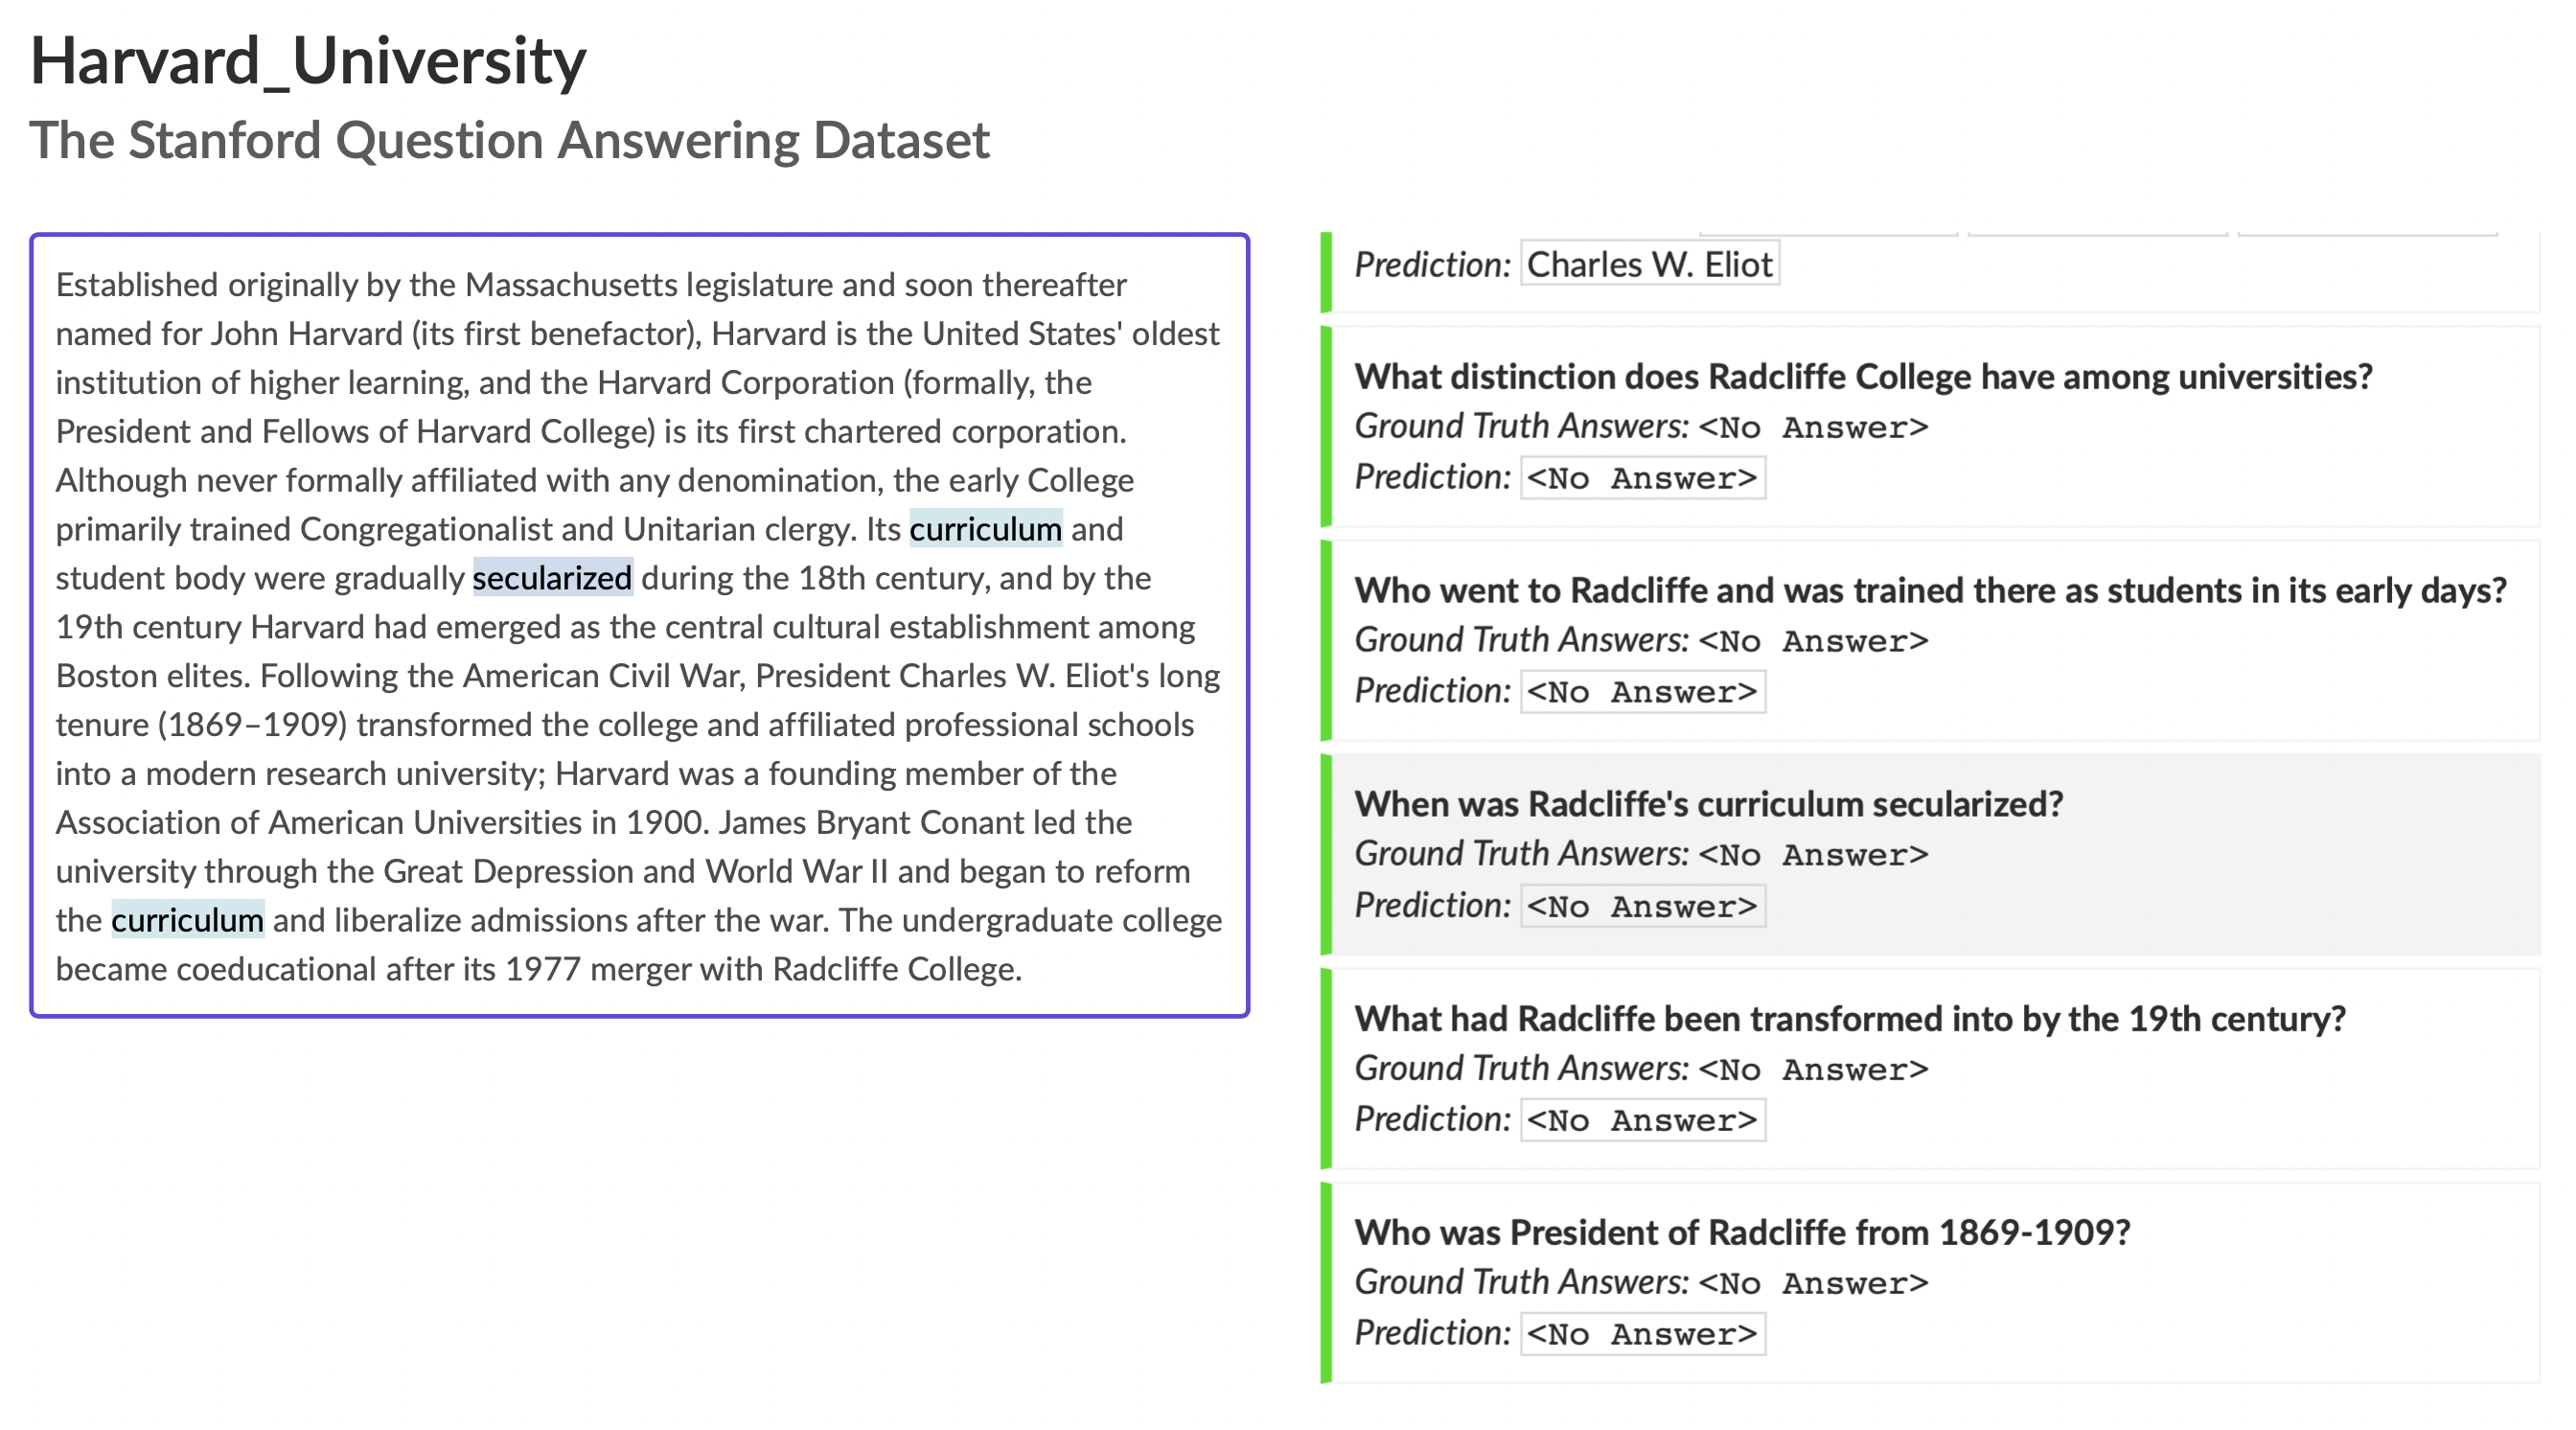 Harvard_University
The Stanford Question Answering Dataset
Established originally by the Massachusetts legislature and soon thereafter
named for John Harvard (its first benefactor), Harvard is the United States' oldest
institution of higher learning, and the Harvard Corporation (formally, the
President and Fellows of Harvard College) is its first chartered corporation.
Although never formally affiliated with any denomination, the early College
primarily trained Congregationalist and Unitarian clergy. Its curriculum and
student body were gradually secularized during the 18th century, and by the
19th century Harvard had emerged as the central cultural establishment among
Boston elites. Following the American Civil War, President Charles W. Eliot's long
tenure (1869–1909) transformed the college and affiliated professional schools
into a modern research university; Harvard was a founding member of the
Association of American Universities in 1900. James Bryant Conant led the
university through the Great Depression and World War II and began to reform
the curriculum and liberalize admissions after the war. The undergraduate college
became coeducational after its 1977 merger with Radcliffe College.
Prediction: Charles W. Eliot
What distinction does Radcliffe College have among universities?
Ground Truth Answers: <No Answer>
Prediction: <No Answer>
Who went to Radcliffe and was trained there as students in its early days?
Ground Truth Answers: <No Answer>
Prediction: <No Answer>
When was Radcliffe's curriculum secularized?
Ground Truth Answers: <No Answer>
Prediction: <No Answer>
What had Radcliffe been transformed into by the 19th century?
Ground Truth Answers: <No Answer>
Prediction: <No Answer>
Who was President of Radcliffe from 1869-1909?
Ground Truth Answers: <No Answer>
Prediction: <No Answer>